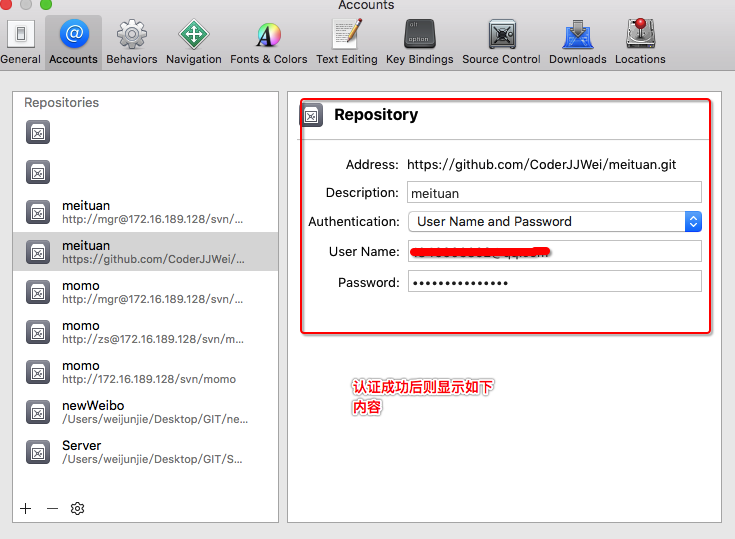 Accounts
General
Accounts
Behaviors
Navigation
Fonts & Colors
Text Editing
Key Bindings
Source Control
Downloads
Locations
Repositories
meituan
http://mgr@172.16.189.128/svn/...
meituan
https://github.com/CoderJJWei/...
momo
http://mgr@172.16.189.128/svn/...
momo
http://zs@172.16.189.128/svn/m...
momo
http://172.16.189.128/svn/momo
newWeibo
/Users/weijunjie/Desktop/GIT/ne...
Server
/Users/weijunjie/Desktop/GIT/S...
Repository
Address: https://github.com/CoderJJWei/meituan.git
Description: meituan
Authentication: User Name and Password
User Name:
Password: •••••••••••••••
认证成功后则显示如下
内容